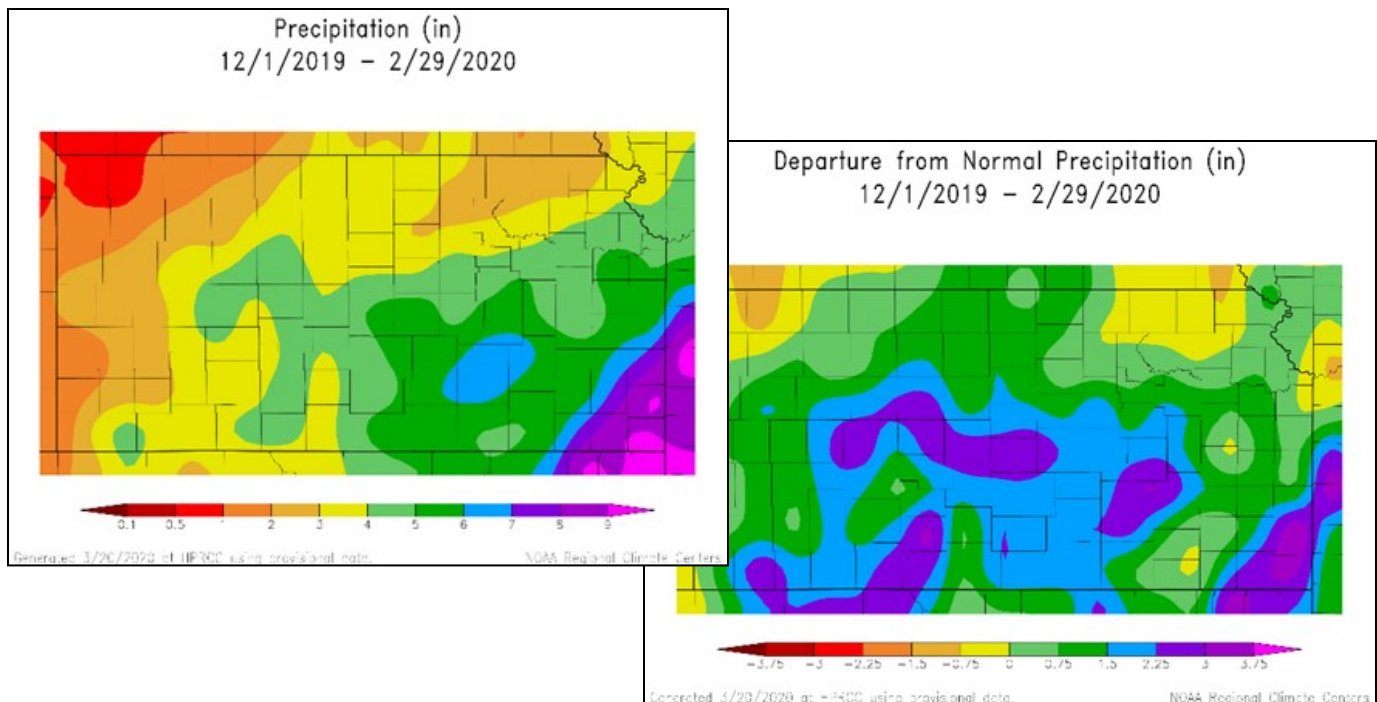 Precipitation (in)
12/1/2019 – 2/29/2020
0.1 0.5 1 2 3 4 5 6 7 8 9
Generated 3/20/2020 at HPRCC using provisional data.
NOAA Regional Climate Centers
Departure from Normal Precipitation (in)
12/1/2019 – 2/29/2020
−3.75 −3 −2.25 −1.5 −0.75 0 0.75 1.5 2.25 3 3.75
Generated 3/20/2020 at HPRCC using provisional data.
NOAA Regional Climate Centers